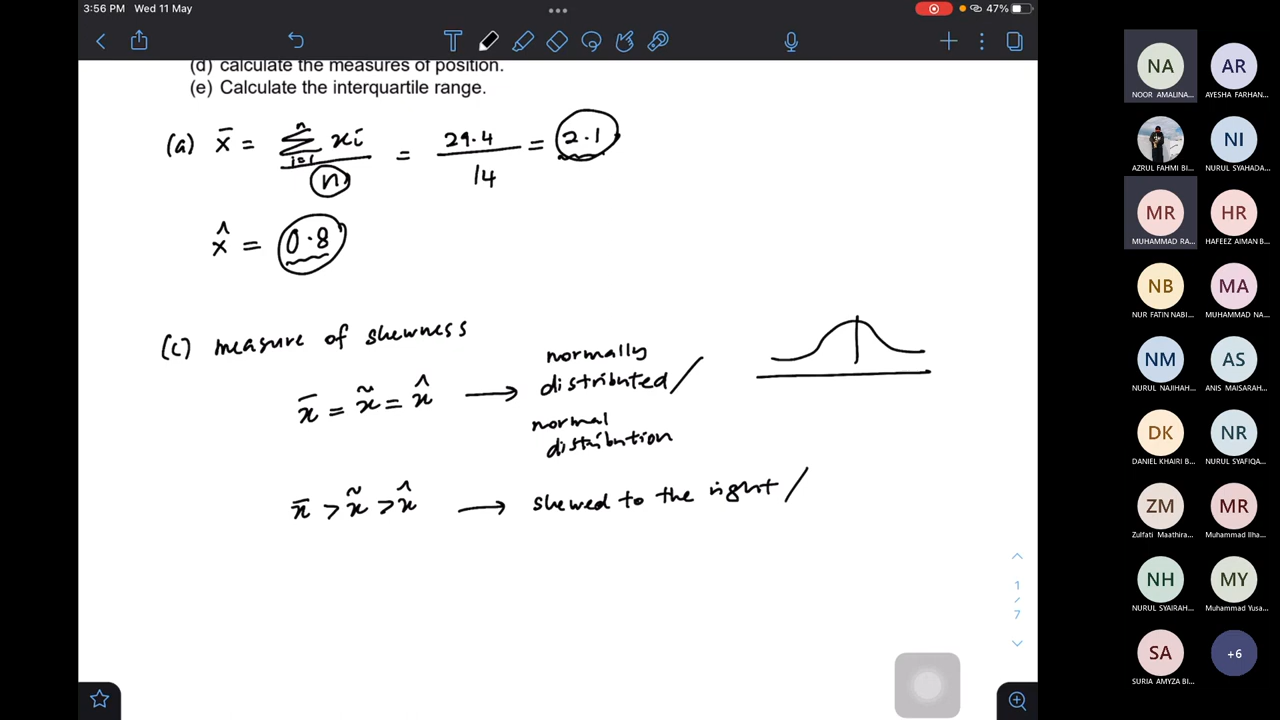 3:56 PM Wed 11 May
47%
(d) calculate the measures of position.
(e) Calculate the interquartile range.
(a) x̄ = Σⁿᵢ₌₁ xi / n = 29.4 / 14 = 2.1
x̂ = 0.8
(c) measure of skewness
x̄ = x̃ = x̂ → normally distributed /
normal distribution
x̄ > x̃ > x̂ → skewed to the right /
1
/
7
NA
NOOR AMALINA...
AR
AYESHA FARHAN...
AZRUL FAHMI BI...
NI
NURUL SYAHADA...
MR
MUHAMMAD RA...
HR
HAFEEZ AIMAN B...
NB
NUR FATIN NABI...
MA
MUHAMMAD NA...
NM
NURUL NAJIHAH...
AS
ANIS MAISARAH...
DK
DANIEL KHAIRI B...
NR
NURUL SYAFIQA...
ZM
Zulfati Maathira...
MR
Muhammad Ilha...
NH
NURUL SYAIRAH...
MY
Muhammad Yusa...
SA
SURIA AMYZA BI...
+6